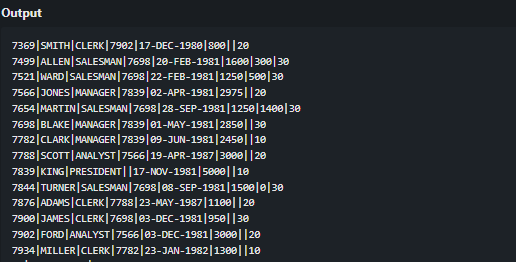 Output
7369|SMITH|CLERK|7902|17-DEC-1980|800||20
7499|ALLEN|SALESMAN|7698|20-FEB-1981|1600|300|30
7521|WARD|SALESMAN|7698|22-FEB-1981|1250|500|30
7566|JONES|MANAGER|7839|02-APR-1981|2975||20
7654|MARTIN|SALESMAN|7698|28-SEP-1981|1250|1400|30
7698|BLAKE|MANAGER|7839|01-MAY-1981|2850||30
7782|CLARK|MANAGER|7839|09-JUN-1981|2450||10
7788|SCOTT|ANALYST|7566|19-APR-1987|3000||20
7839|KING|PRESIDENT||17-NOV-1981|5000||10
7844|TURNER|SALESMAN|7698|08-SEP-1981|1500|0|30
7876|ADAMS|CLERK|7788|23-MAY-1987|1100||20
7900|JAMES|CLERK|7698|03-DEC-1981|950||30
7902|FORD|ANALYST|7566|03-DEC-1981|3000||20
7934|MILLER|CLERK|7782|23-JAN-1982|1300||10